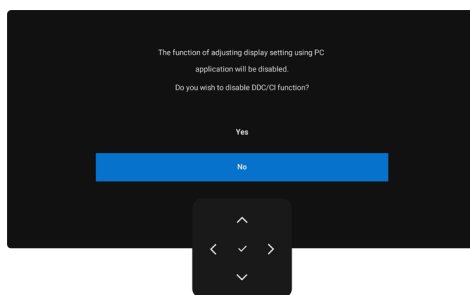 The function of adjusting display setting using PC
application will be disabled.
Do you wish to disable DDC/CI function?
Yes
No